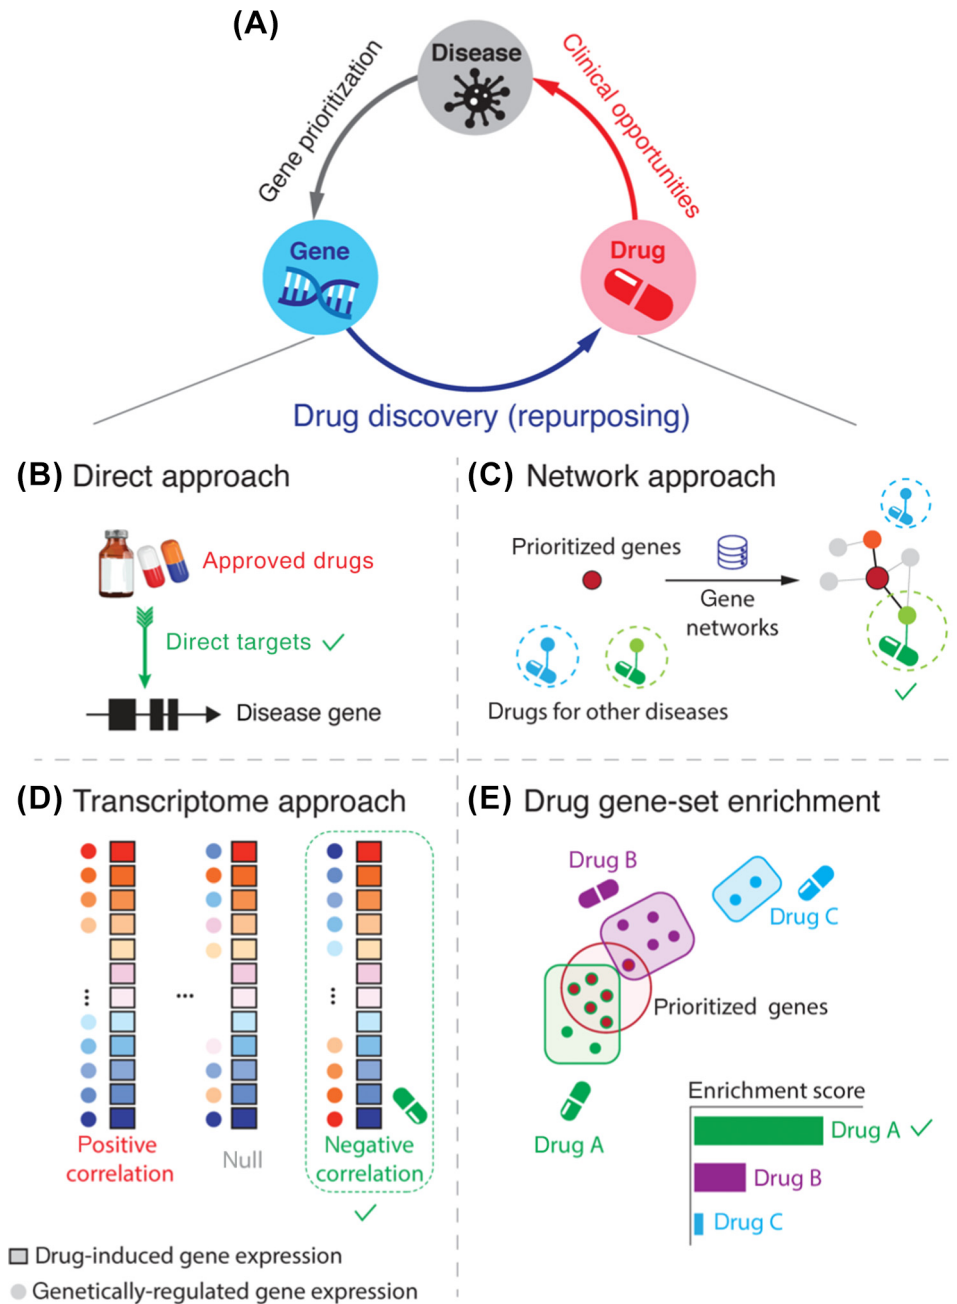 (A)
Disease
Gene prioritization
Clinical opportunities
Gene
Drug
Drug discovery (repurposing)
(B) Direct approach
Approved drugs
Direct targets ✓
Disease gene
(C) Network approach
Prioritized genes
Gene
networks
Drugs for other diseases
✓
(D) Transcriptome approach
...
...
...
Positive
correlation
Null
Negative
correlation
✓
Drug-induced gene expression
Genetically-regulated gene expression
(E) Drug gene-set enrichment
Drug B
Drug C
Prioritized genes
Drug A
Enrichment score
Drug A ✓
Drug B
Drug C